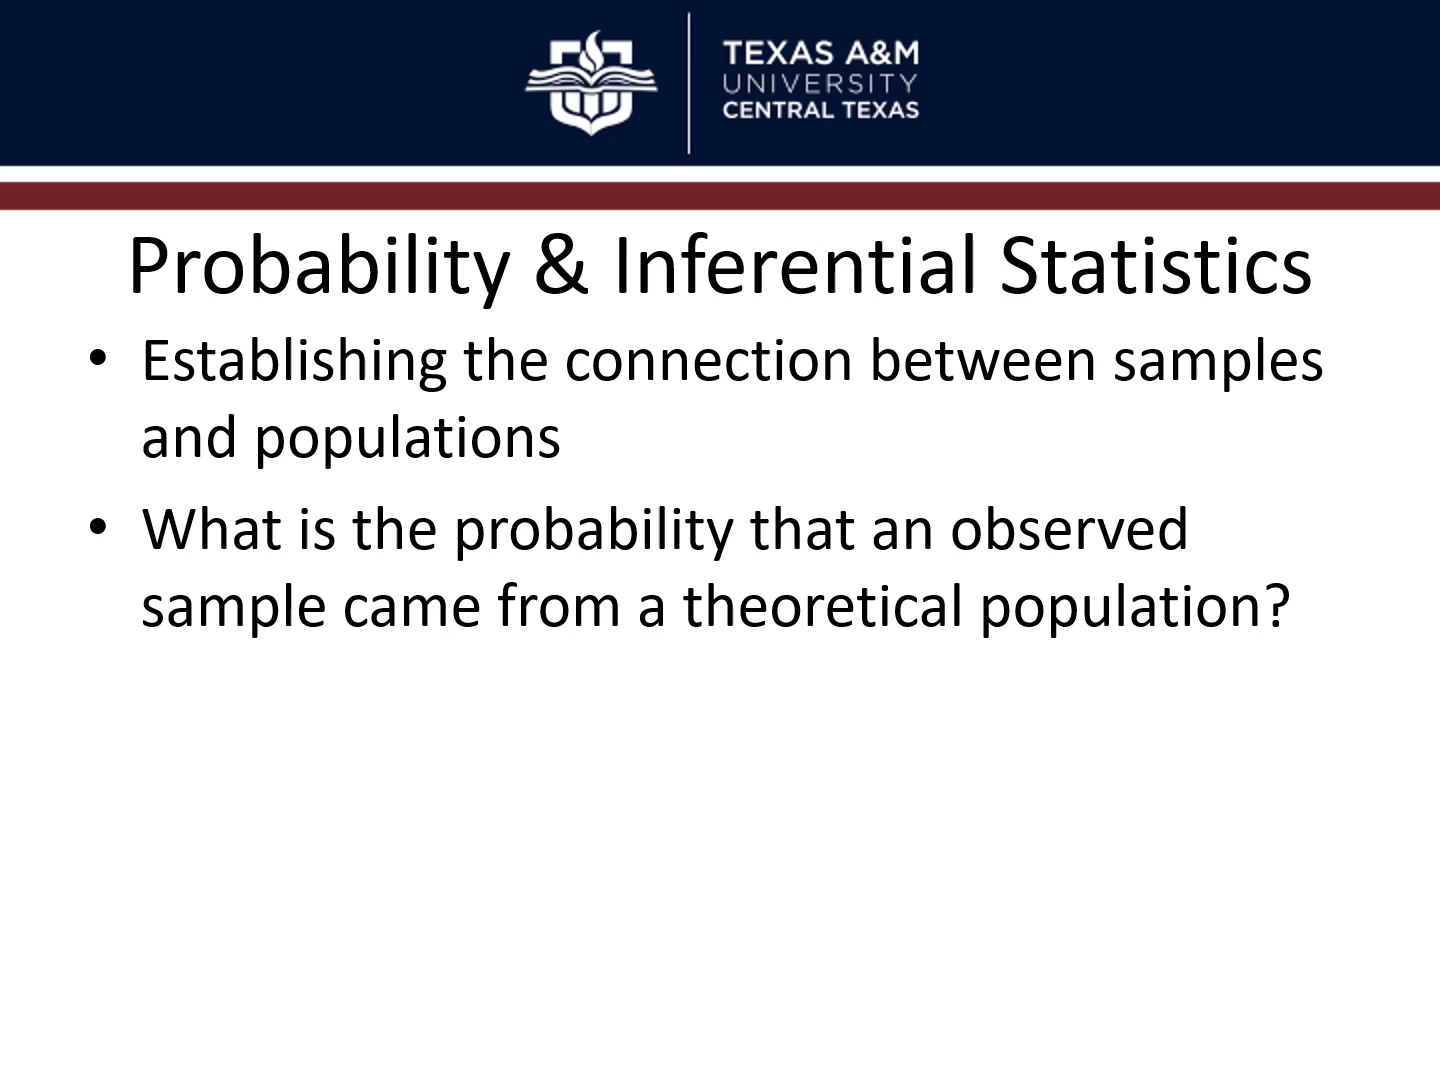 TEXAS A&M
UNIVERSITY
CENTRAL TEXAS
Probability & Inferential Statistics
• Establishing the connection between samples
and populations
• What is the probability that an observed
sample came from a theoretical population?